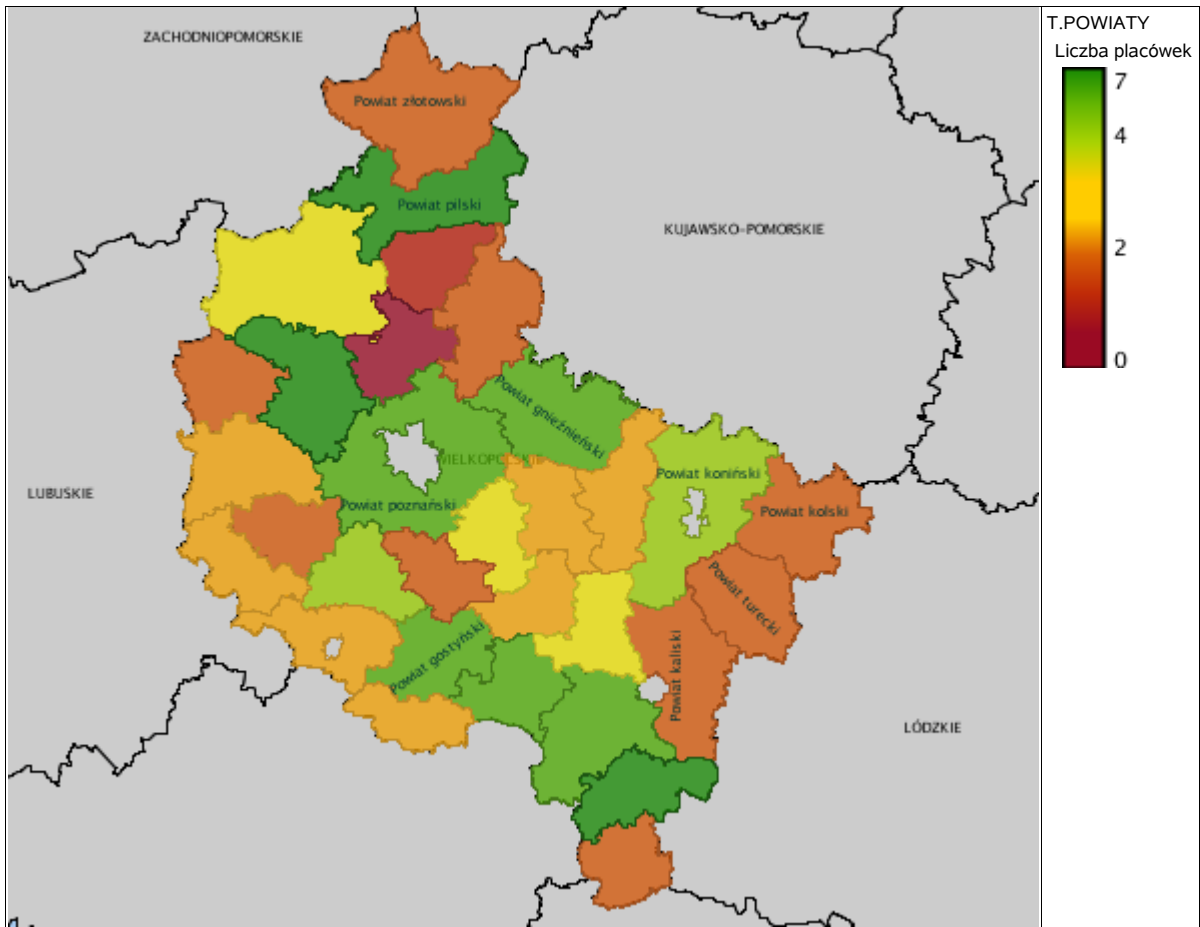 ZACHODNIOPOMORSKIE
T.POWIATY
Liczba placówek
7
4
2
0
Powiat złotowski
Powiat pilski
KUJAWSKO-POMORSKIE
Powiat gnieźnieński
WIELKOPOLSKIE
Powiat koniński
LUBUSKIE
Powiat poznański
Powiat kolski
Powiat turecki
Powiat gostyński
Powiat kaliski
LÓDZKIE